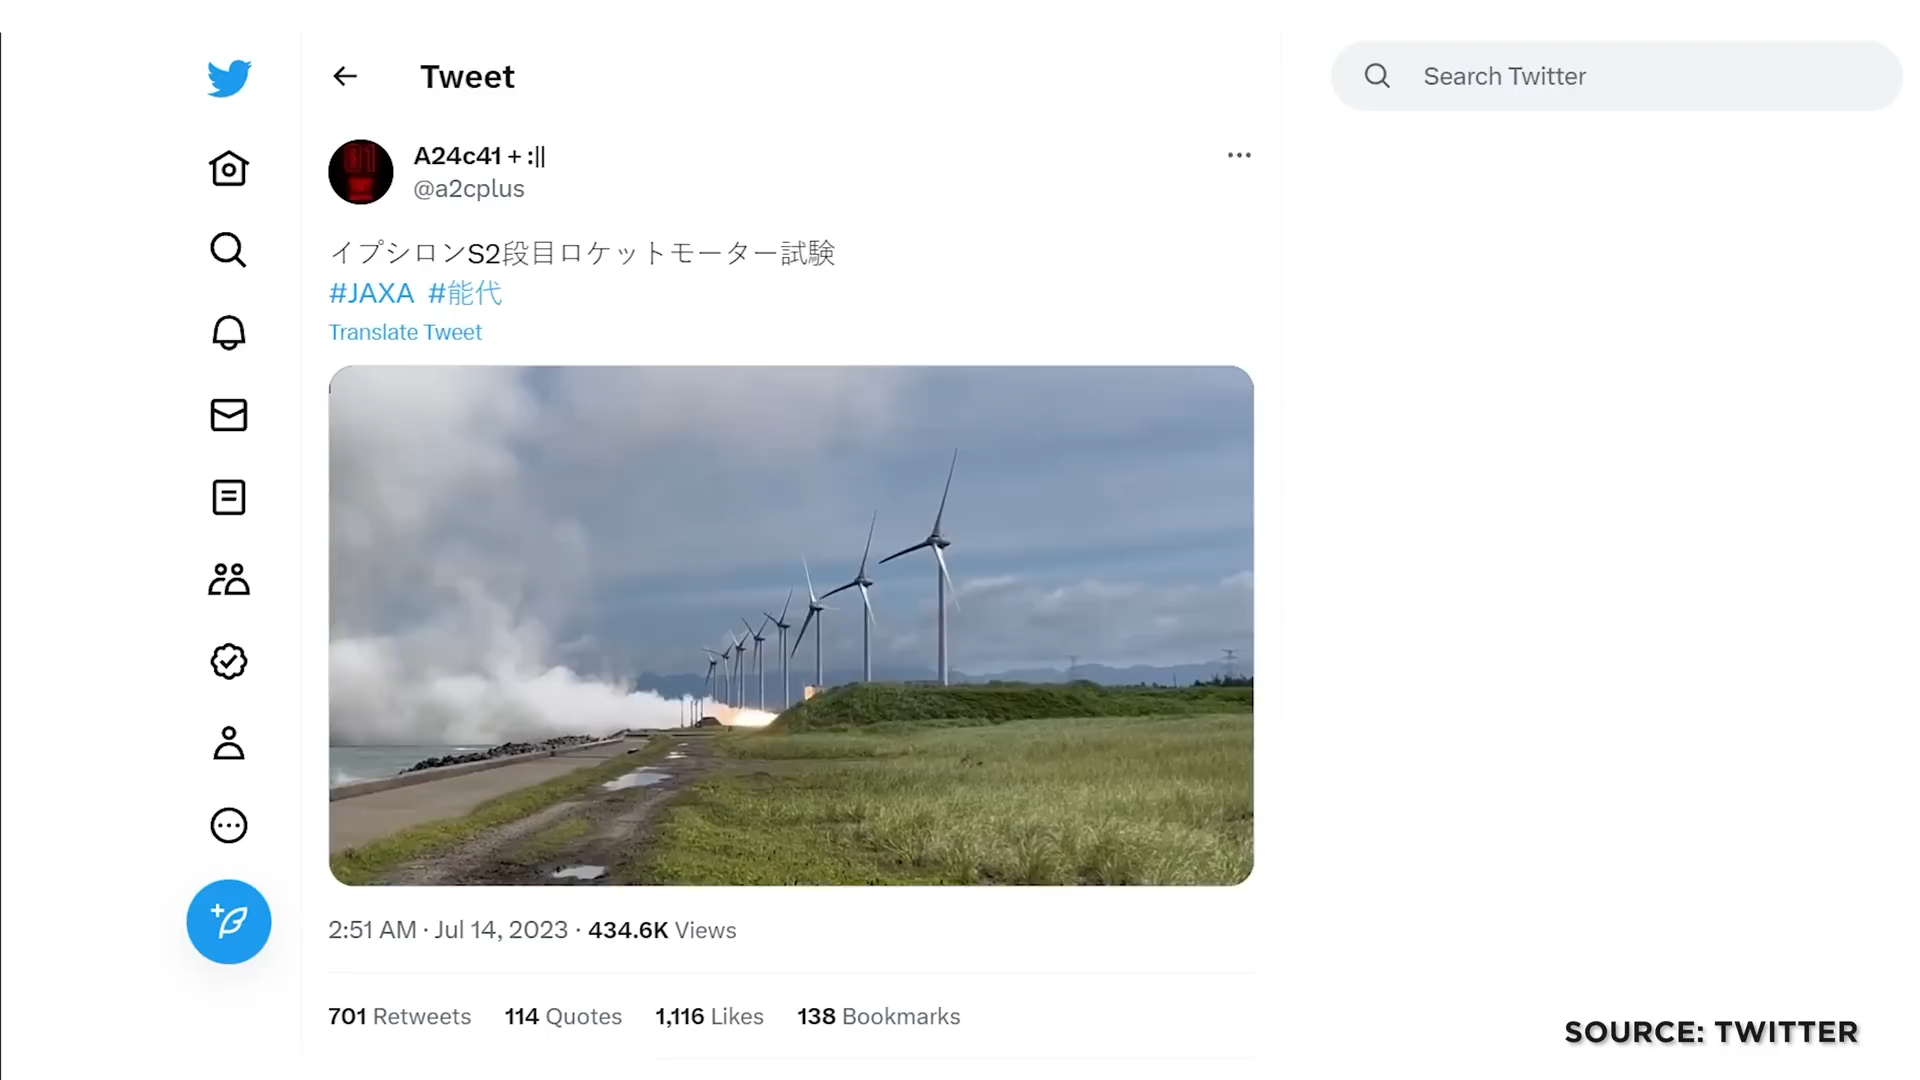 Tweet
Search Twitter
A24c41 + :||
@a2cplus
イプシロンS2段目ロケットモーター試験
#JAXA #能代
Translate Tweet
2:51 AM · Jul 14, 2023 · 434.6K Views
701 Retweets 114 Quotes 1,116 Likes 138 Bookmarks
SOURCE: TWITTER